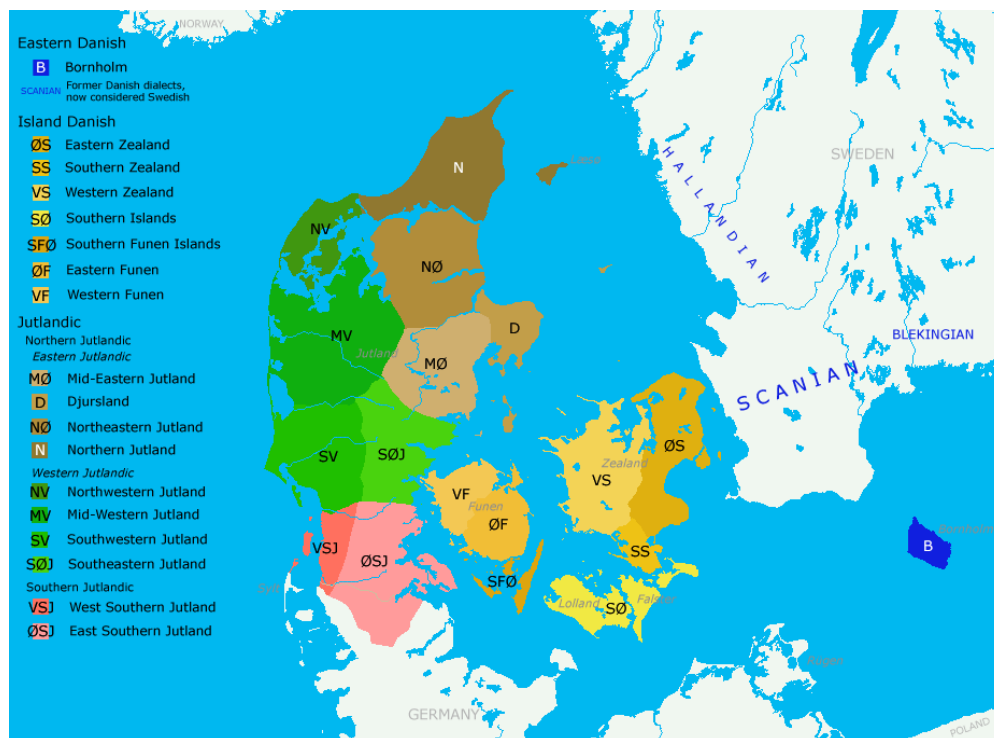 NORWAY
Eastern Danish
B Bornholm
SCANIAN Former Danish dialects,
now considered Swedish
Island Danish
ØS Eastern Zealand
SS Southern Zealand
VS Western Zealand
SØ Southern Islands
SFØ Southern Funen Islands
ØF Eastern Funen
VF Western Funen
Jutlandic
Northern Jutlandic
Eastern Jutlandic
MØ Mid-Eastern Jutland
D Djursland
NØ Northeastern Jutland
N Northern Jutland
Western Jutlandic
NV Northwestern Jutland
MV Mid-Western Jutland
SV Southwestern Jutland
SØJ Southeastern Jutland
Southern Jutlandic
VSJ West Southern Jutland
ØSJ East Southern Jutland
N
Læsø
HALLANDIAN
SWEDEN
NV
NØ
D
MV
Jutland
MØ
BLEKINGIAN
SCANIAN
SV
SØJ
ØS
Zealand
VS
VF
Funen
ØF
VSJ
ØSJ
SS
SFØ
Bornholm
B
Sylt
Lolland
SØ
Falster
Rügen
GERMANY
POLAND